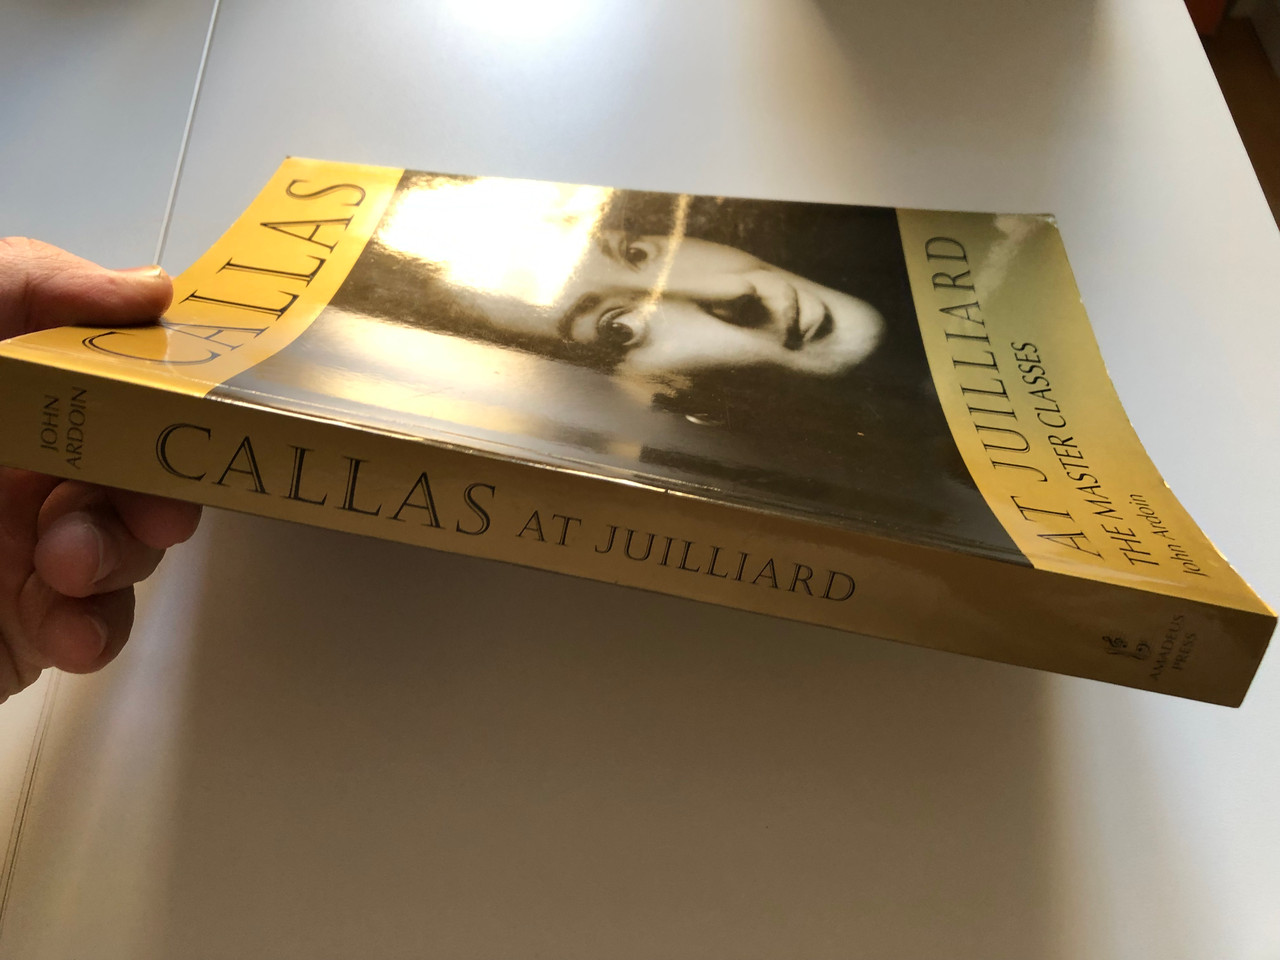 CALLAS
AT JUILLIARD
THE MASTER CLASSES
John Ardoin
JOHN
ARDOIN
CALLAS AT JUILLIARD
AMADEUS
PRESS